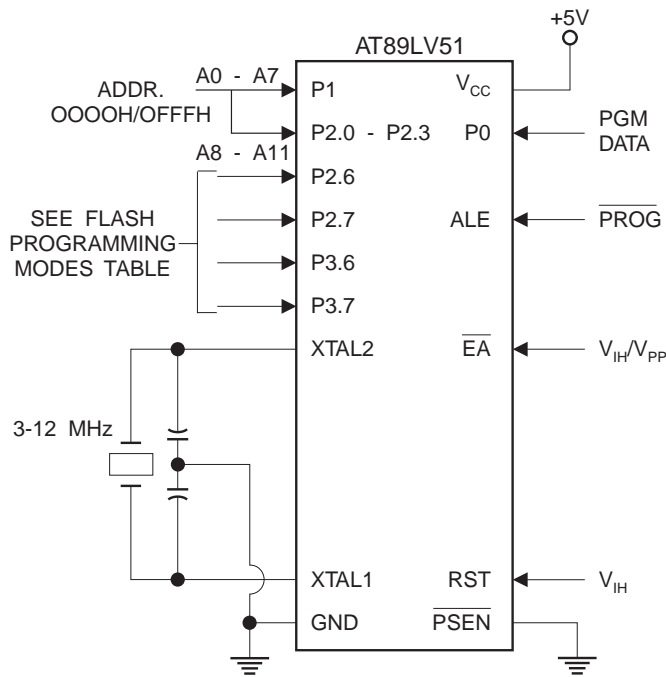 +5V
AT89LV51
A0 - A7
ADDR.
OOOOH/OFFFH
P1
VCC
P2.0 - P2.3
P0
PGM
DATA
A8 - A11
P2.6
SEE FLASH
PROGRAMMING
MODES TABLE
P2.7
ALE
PROG
P3.6
P3.7
XTAL2
EA
VIH/VPP
3-12 MHz
XTAL1
RST
VIH
GND
PSEN